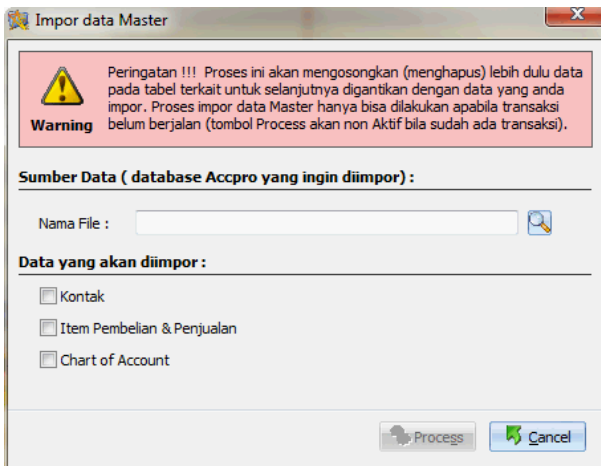 Impor data Master
Peringatan !!! Proses ini akan mengosongkan (menghapus) lebih dulu data
pada tabel terkait untuk selanjutnya digantikan dengan data yang anda
impor. Proses impor data Master hanya bisa dilakukan apabila transaksi
belum berjalan (tombol Process akan non Aktif bila sudah ada transaksi).
Warning
Sumber Data ( database Accpro yang ingin diimpor) :
Nama File :
Data yang akan diimpor :
Kontak
Item Pembelian & Penjualan
Chart of Account
Process Cancel